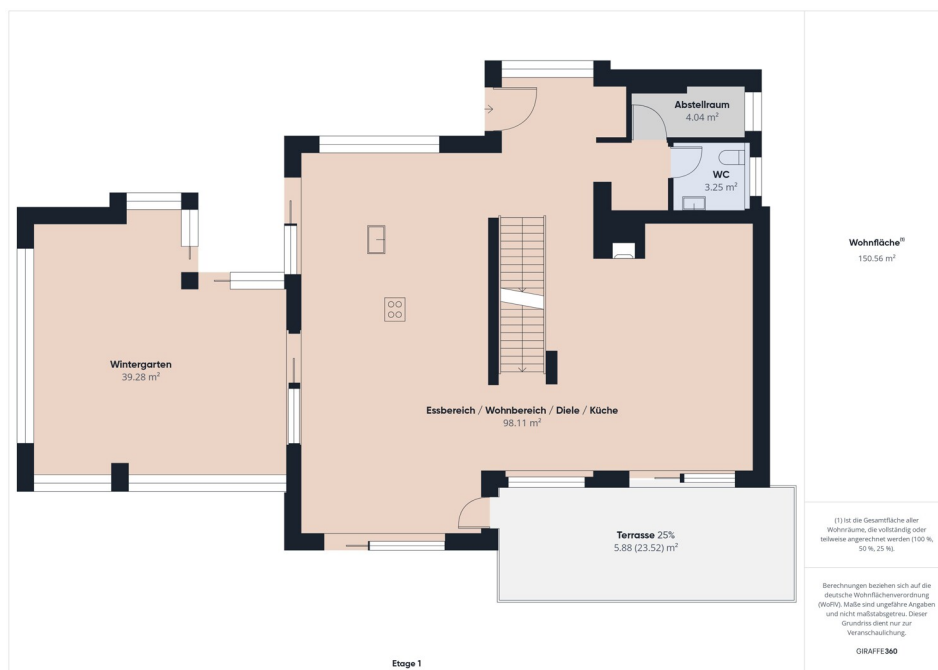 Abstellraum
4.04 m²
WC
3.25 m²
Wohnfläche⁽¹⁾
150.56 m²
Wintergarten
39.28 m²
Essbereich / Wohnbereich / Diele / Küche
98.11 m²
Terrasse 25%
5.88 (23.52) m²
(1) Ist die Gesamtfläche aller
Wohnräume, die vollständig oder
teilweise angerechnet werden (100 %,
50 %, 25 %).
Berechnungen beziehen sich auf die
deutsche Wohnflächenverordnung
(WoFlV). Maße sind ungefähre Angaben
und nicht maßstabsgetreu. Dieser
Grundriss dient nur zur
Veranschaulichung.
GIRAFFE360
Etage 1